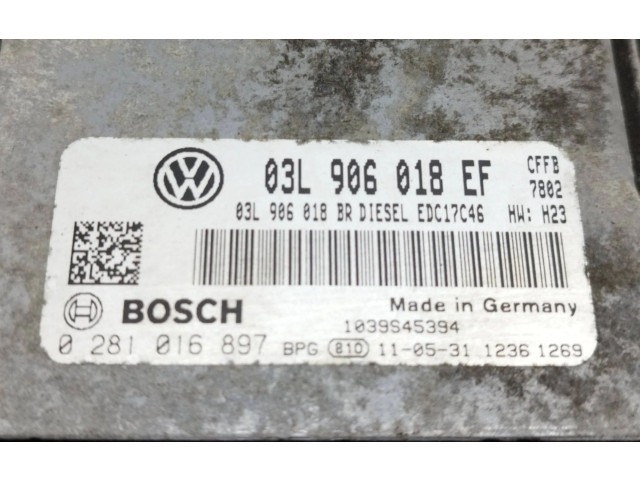 03L 906 018 EF CFFB
7802
03L 906 018 BR DIESEL EDC17C46 HW: H23
BOSCH Made in Germany
1039S45394
0 281 016 897 BPG 810 11-05-31 1236 1269